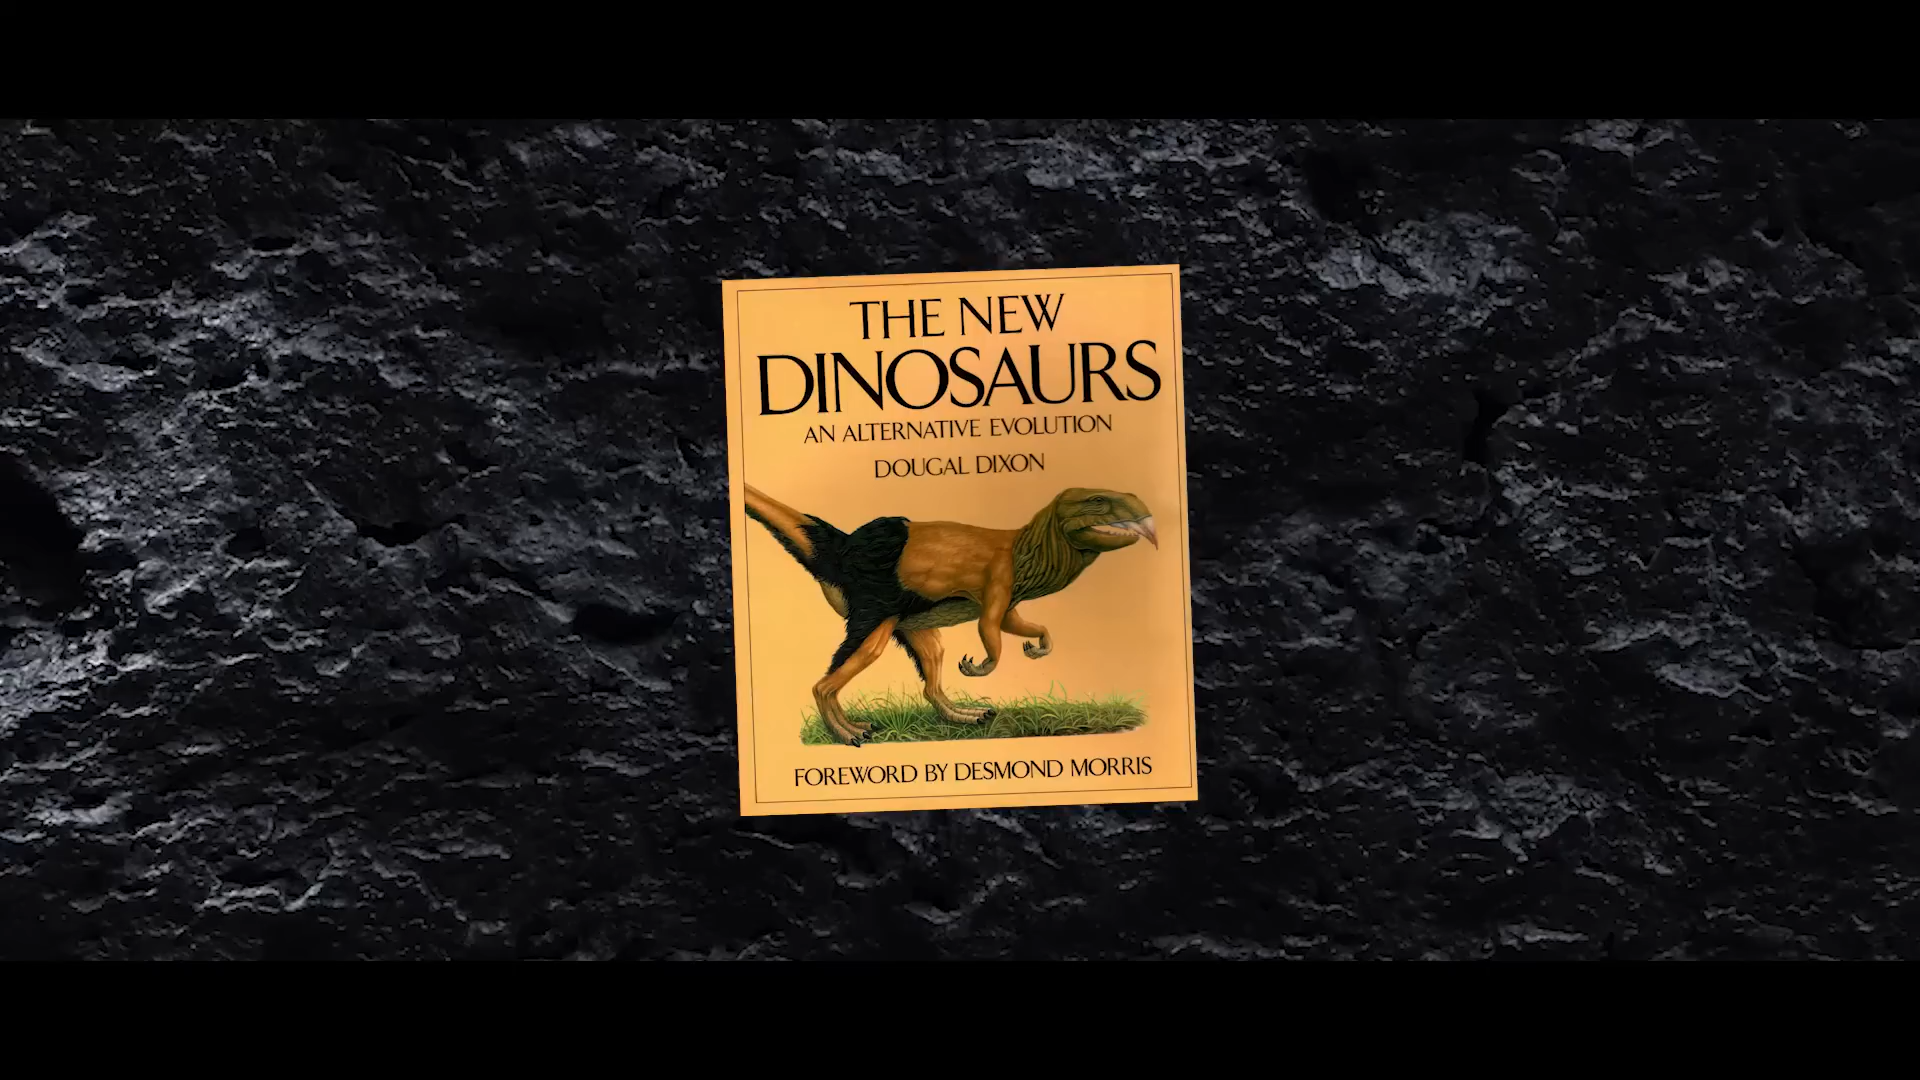 THE NEW
DINOSAURS
AN ALTERNATIVE EVOLUTION
DOUGAL DIXON
FOREWORD BY DESMOND MORRIS